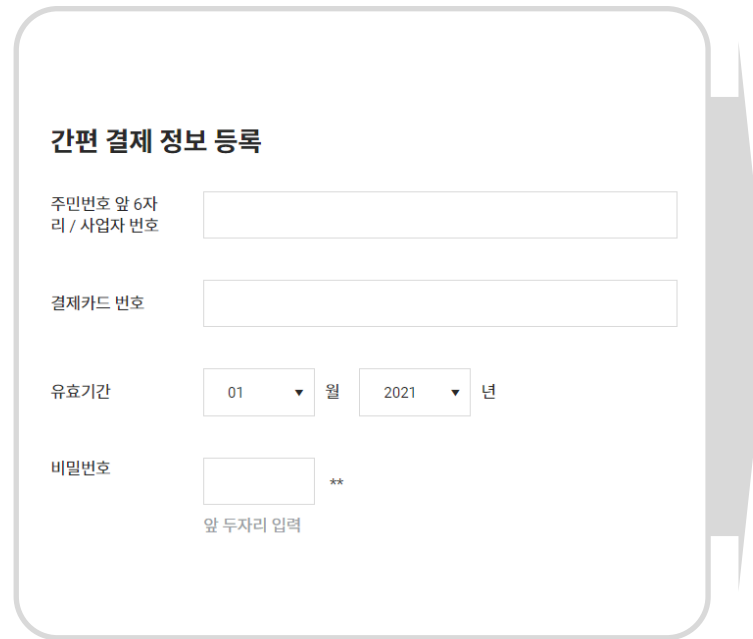 간편 결제 정보 등록
주민번호 앞 6자
리 / 사업자 번호
결제카드 번호
유효기간 01 월 2021 년
비밀번호 **
앞 두자리 입력